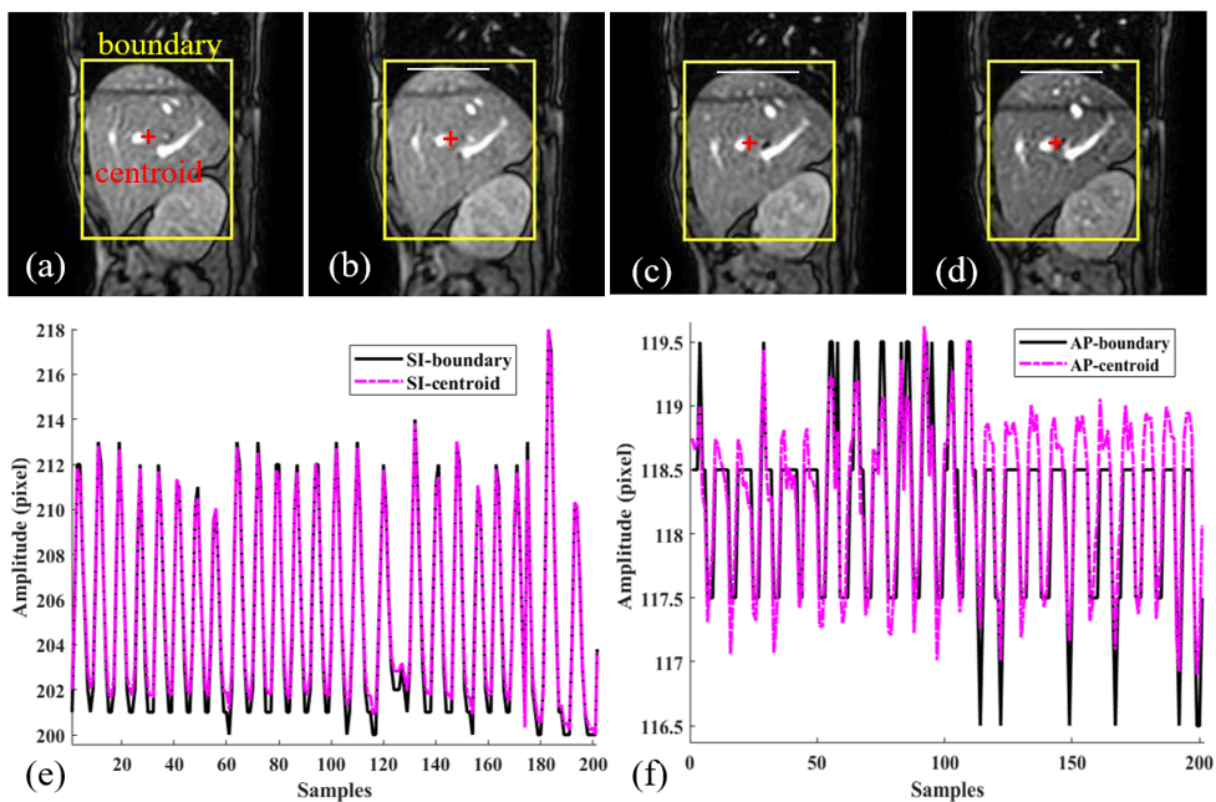 boundary
centroid
(a)
(b)
(c)
(d)
218
216
214
212
210
208
206
204
202
200
Amplitude (pixel)
SI-boundary
SI-centroid
20
40
60
80
100
120
140
160
180
200
Samples
(e)
119.5
119
118.5
118
117.5
117
116.5
Amplitude (pixel)
AP-boundary
AP-centroid
0
50
100
150
200
Samples
(f)